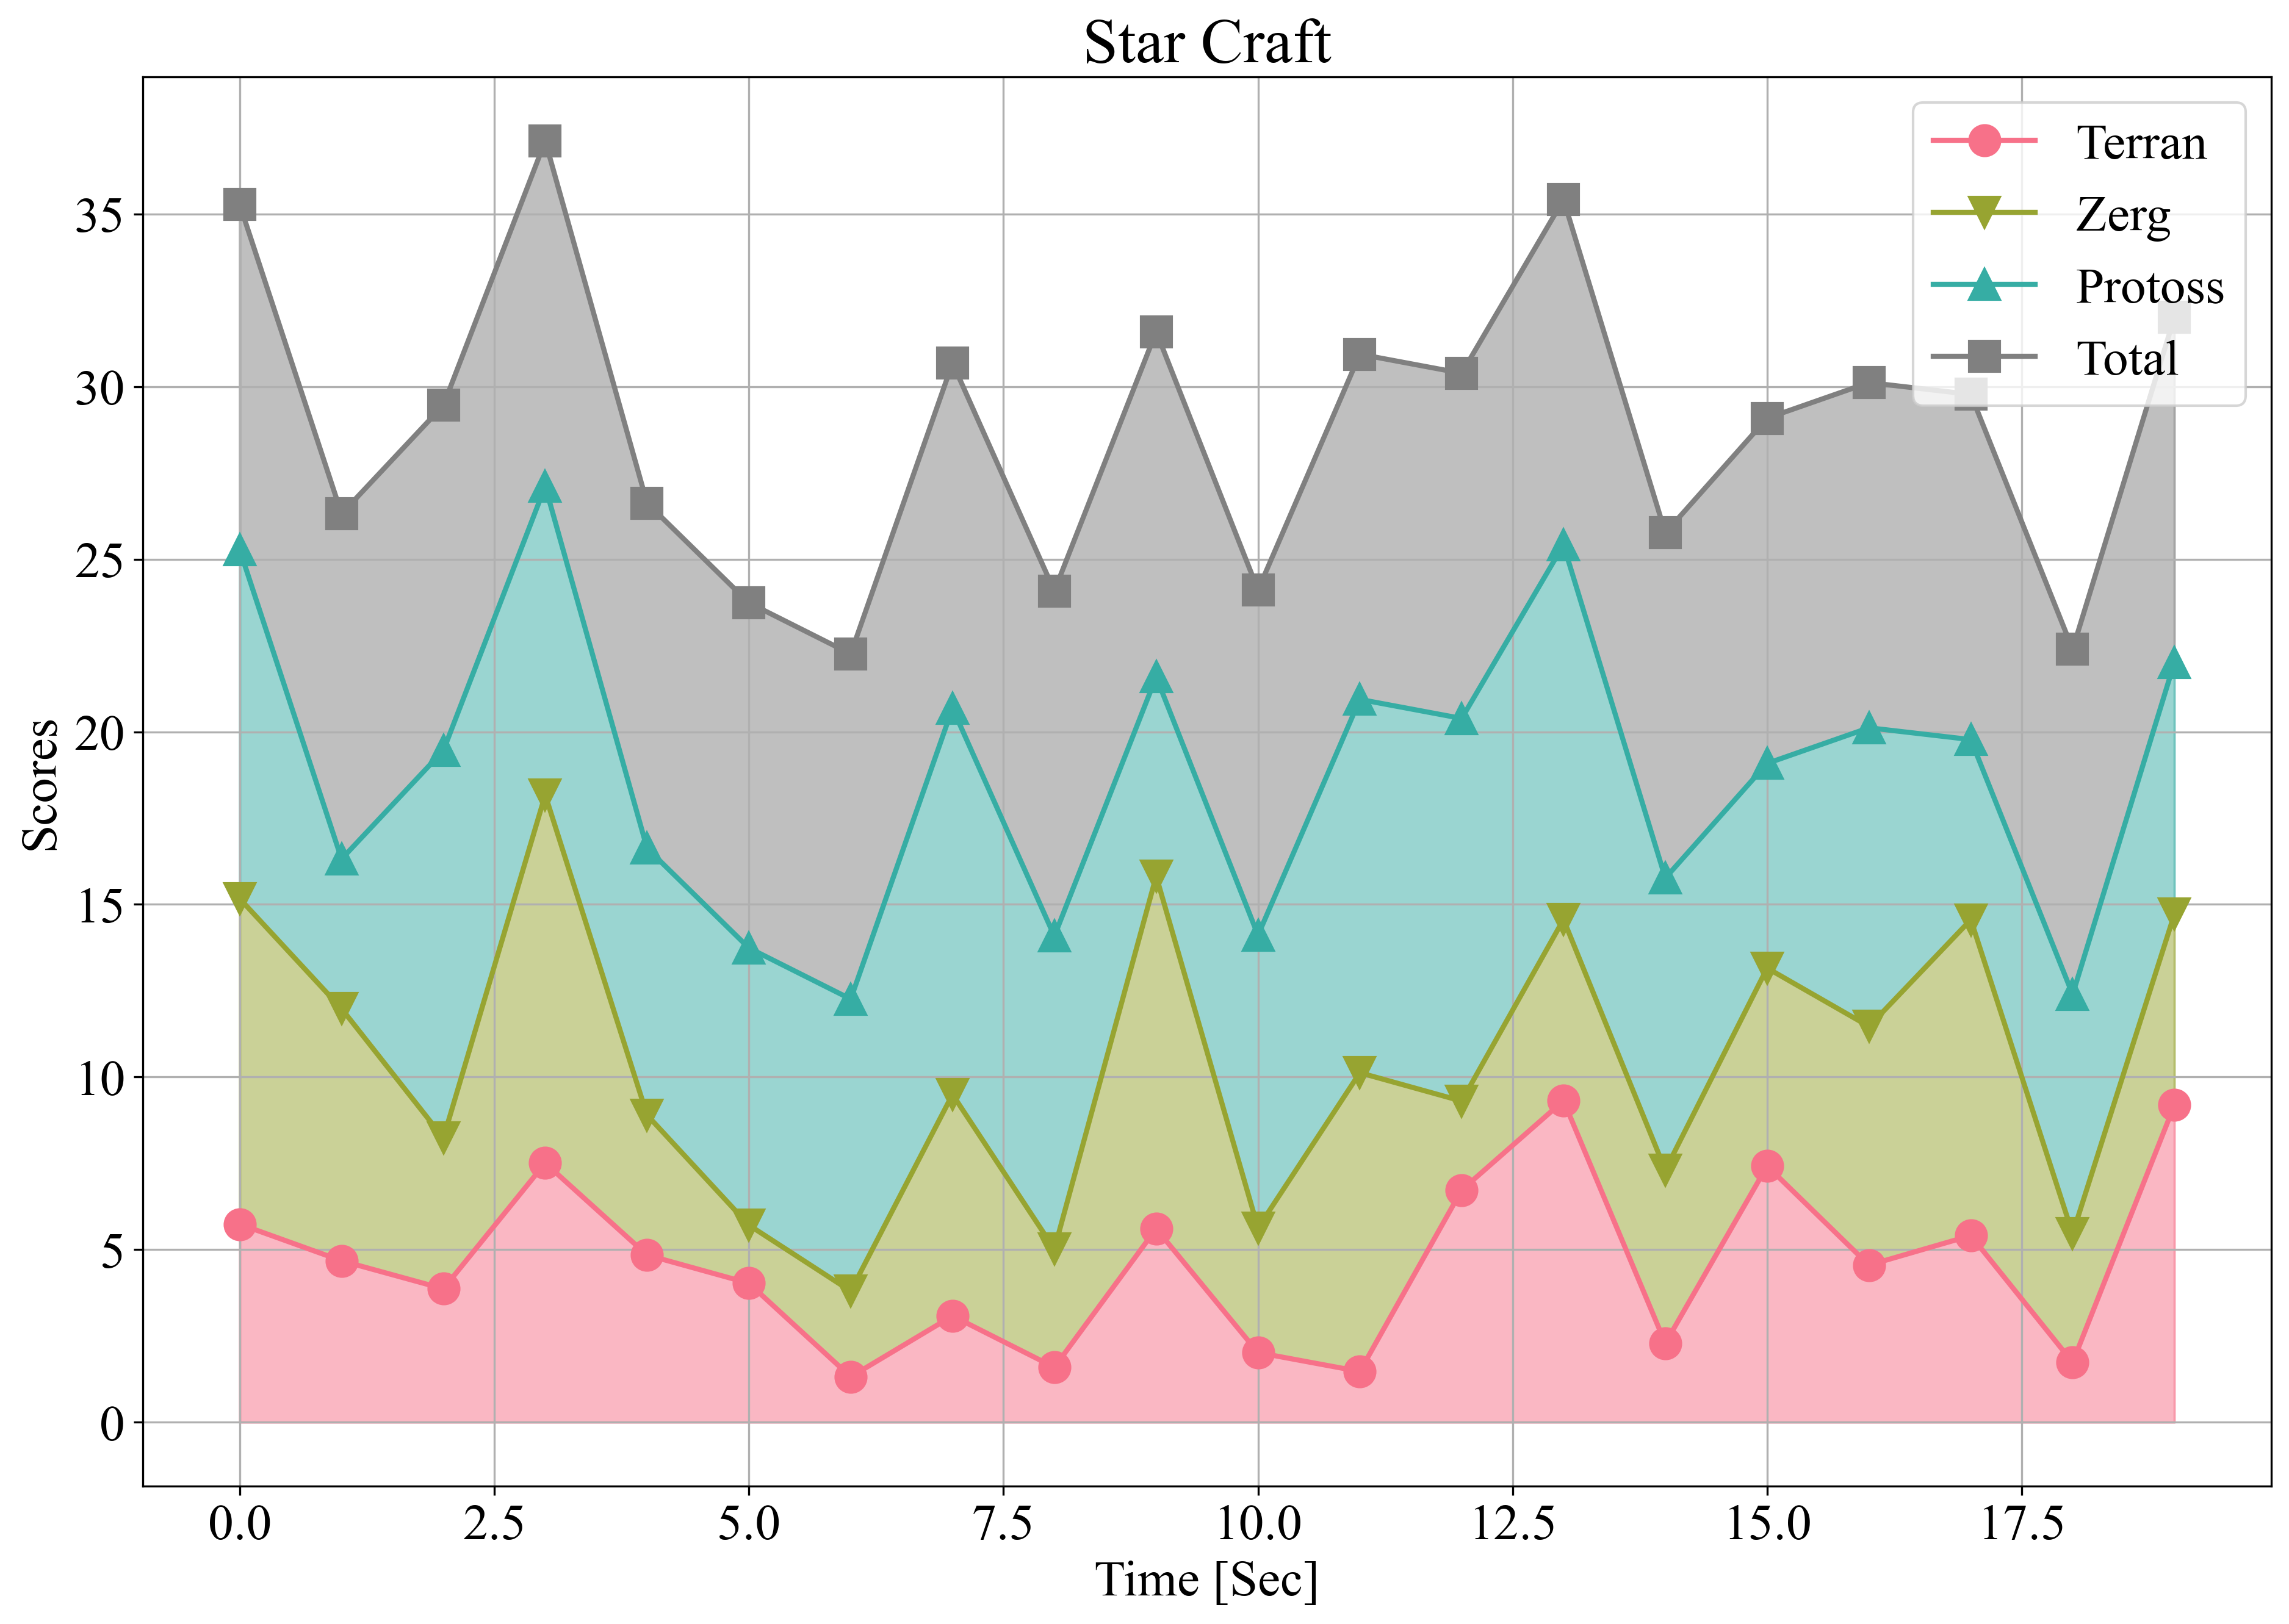 Star Craft
Terran
Zerg
Protoss
Total
Scores
35
30
25
20
15
10
5
0
0.0 2.5 5.0 7.5 10.0 12.5 15.0 17.5
Time [Sec]